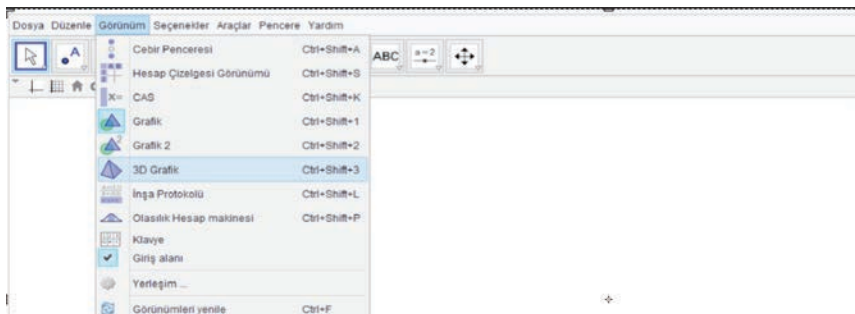 Dosya Düzenle Görünüm Seçenekler Araçlar Pencere Yardım
A ABC a=2
Cebir Penceresi Ctrl+Shift+A
Hesap Çizelgesi Görünümü Ctrl+Shift+S
X= CAS Ctrl+Shift+K
Grafik Ctrl+Shift+1
2 Grafik 2 Ctrl+Shift+2
3D Grafik Ctrl+Shift+3
İnşa Protokolü Ctrl+Shift+L
Olasılık Hesap makinesi Ctrl+Shift+P
Klavye
Giriş alanı
Yerleşim ...
Görünümleri yenile Ctrl+F